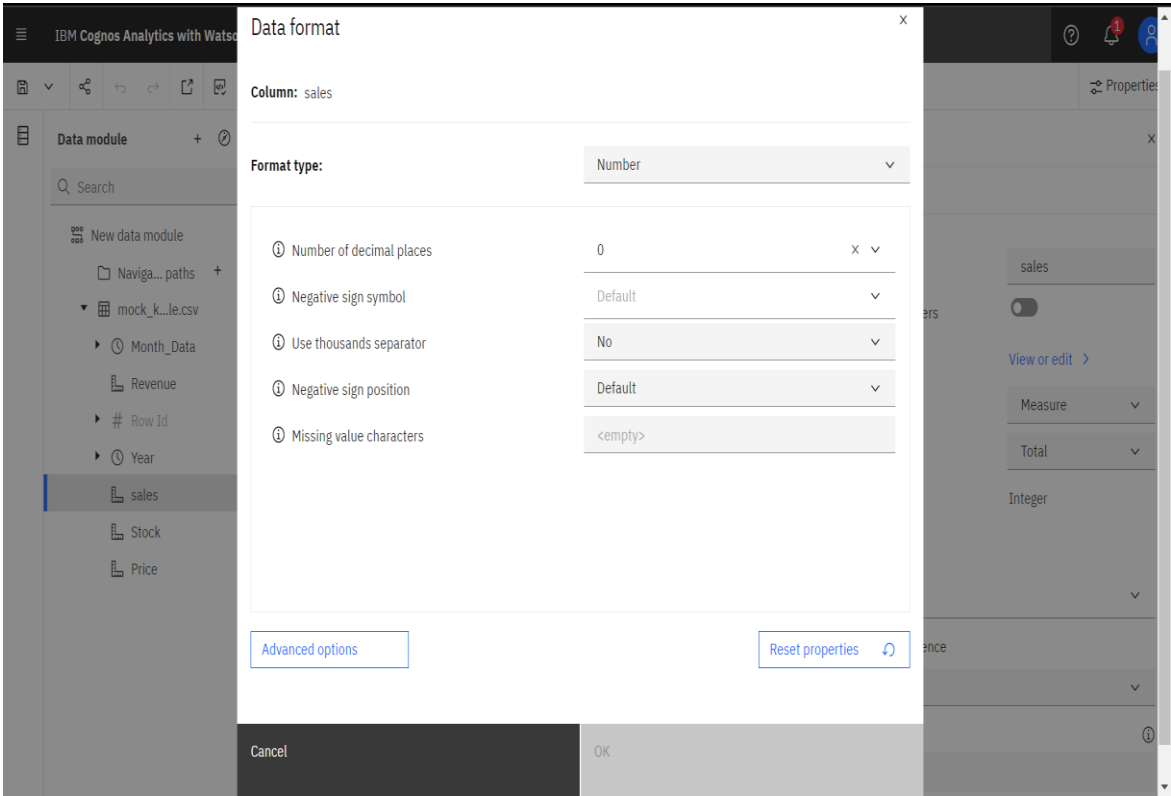 IBM Cognos Analytics with Watso
1
Data format
X
Column: sales
Propertie
Data module
+
Search
New data module
Naviga... paths +
mock_k...le.csv
Month_Data
Revenue
# Row Id
Year
sales
Stock
Price
Format type:
Number
Number of decimal places
0
X
Negative sign symbol
Default
Use thousands separator
No
Negative sign position
Default
Missing value characters
<empty>
Advanced options
Reset properties
Cancel
OK
X
sales
ers
View or edit >
Measure
Total
Integer
ence